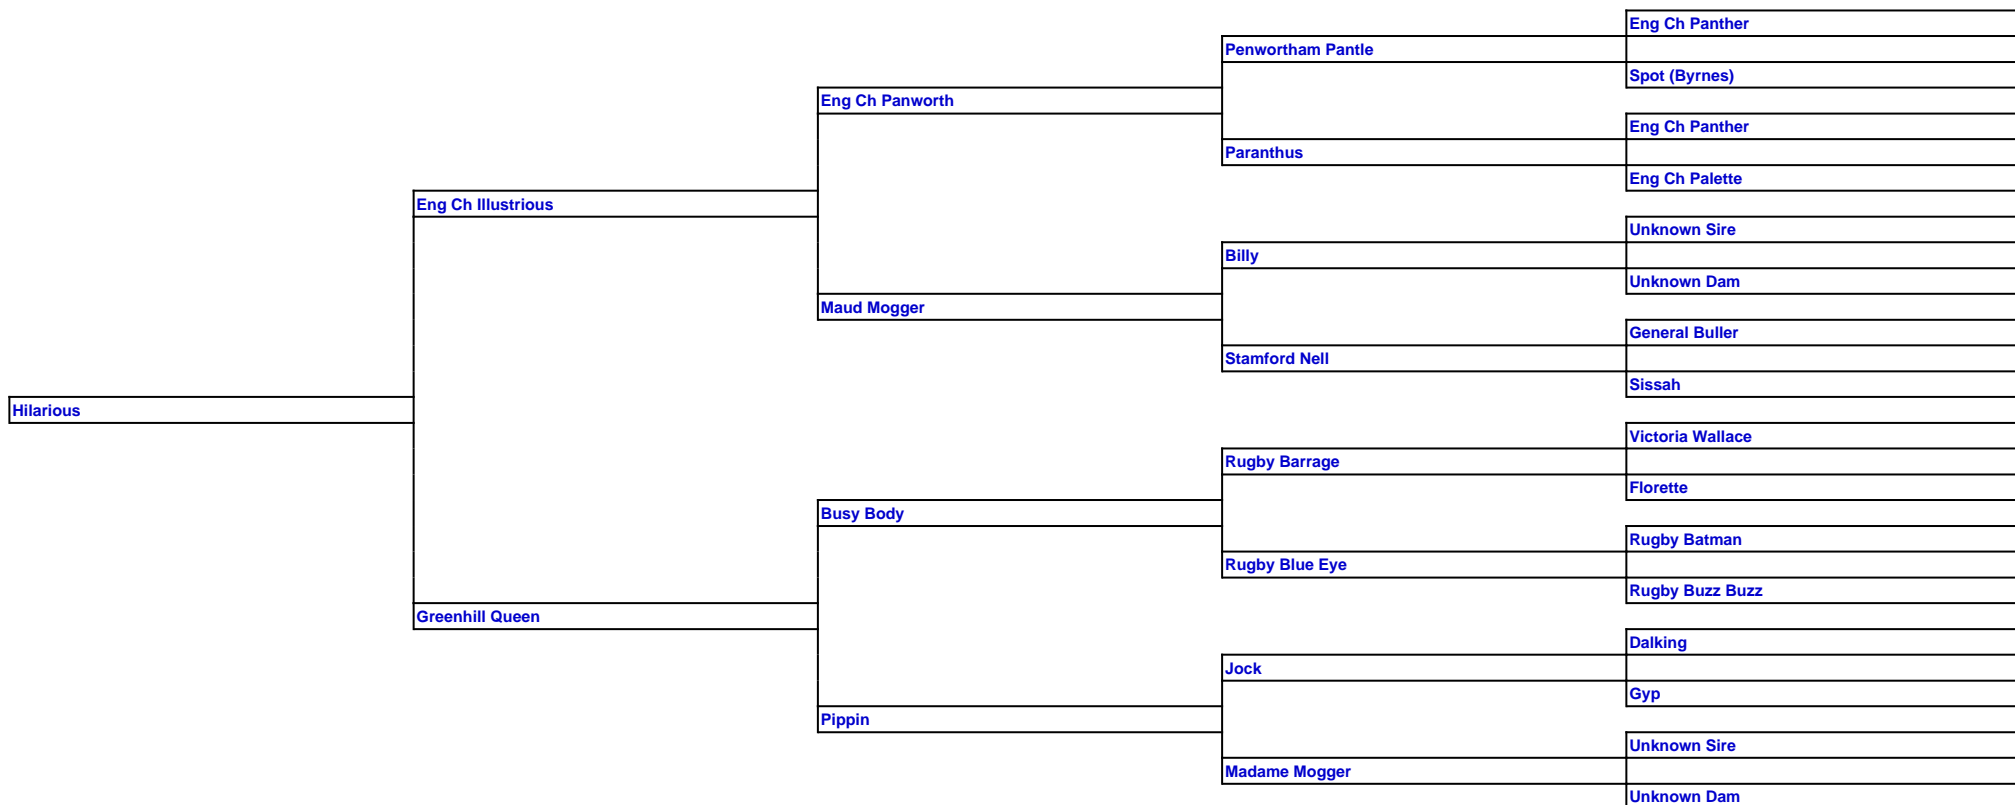 Eng Ch Panther
Penwortham Pantle
Spot (Byrnes)
Eng Ch Panworth
Eng Ch Panther
Paranthus
Eng Ch Palette
Eng Ch Illustrious
Unknown Sire
Billy
Unknown Dam
Maud Mogger
General Buller
Stamford Nell
Sissah
Hilarious
Victoria Wallace
Rugby Barrage
Florette
Busy Body
Rugby Batman
Rugby Blue Eye
Rugby Buzz Buzz
Greenhill Queen
Dalking
Jock
Gyp
Pippin
Unknown Sire
Madame Mogger
Unknown Dam